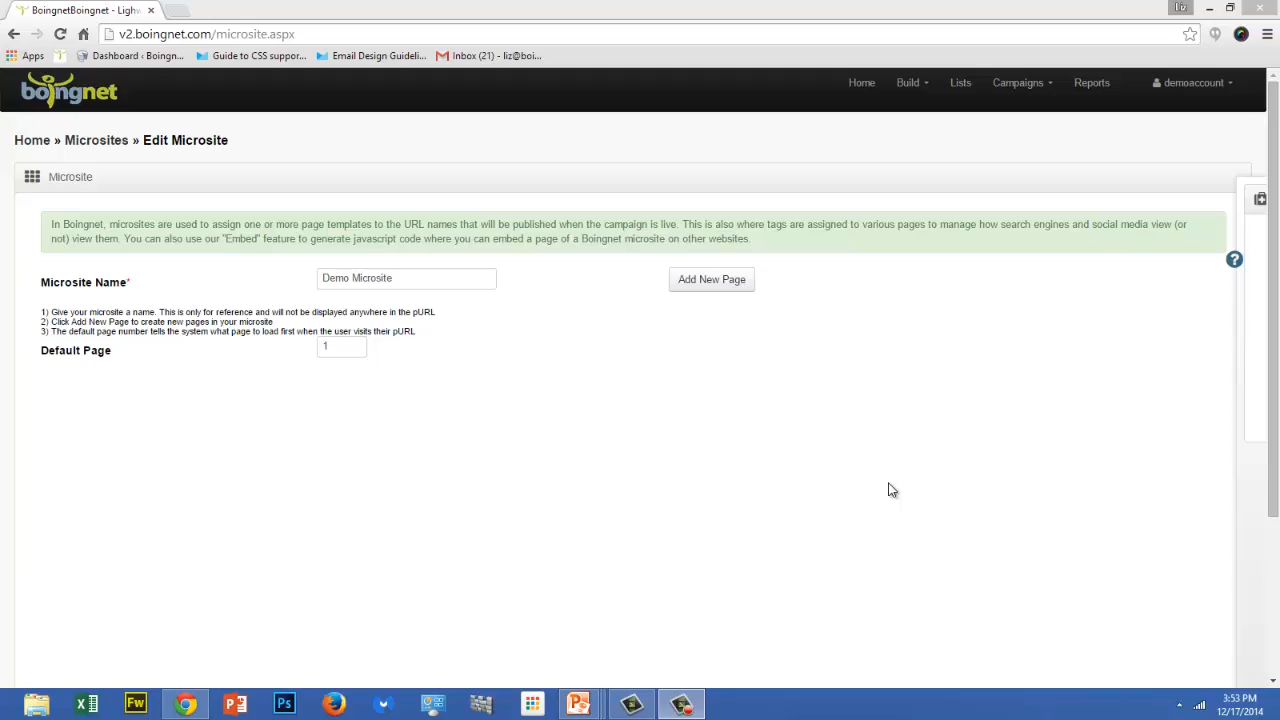 BoingnetBoingnet - Lighw
Liz
v2.boingnet.com/microsite.aspx
Apps
Dashboard ‹ Boingn...
Guide to CSS suppor...
Email Design Guideli...
Inbox (21) - liz@boi...
boingnet
Home
Build
Lists
Campaigns
Reports
demoaccount
Home » Microsites » Edit Microsite
Microsite
In Boingnet, microsites are used to assign one or more page templates to the URL names that will be published when the campaign is live. This is also where tags are assigned to various pages to manage how search engines and social media view (or
not) view them. You can also use our "Embed" feature to generate javascript code where you can embed a page of a Boingnet microsite on other websites.
?
Microsite Name*
Demo Microsite
Add New Page
1) Give your microsite a name. This is only for reference and will not be displayed anywhere in the pURL
2) Click Add New Page to create new pages in your microsite
3) The default page number tells the system what page to load first when the user visits their pURL
Default Page
1
Fw
Ps
3:53 PM
12/17/2014